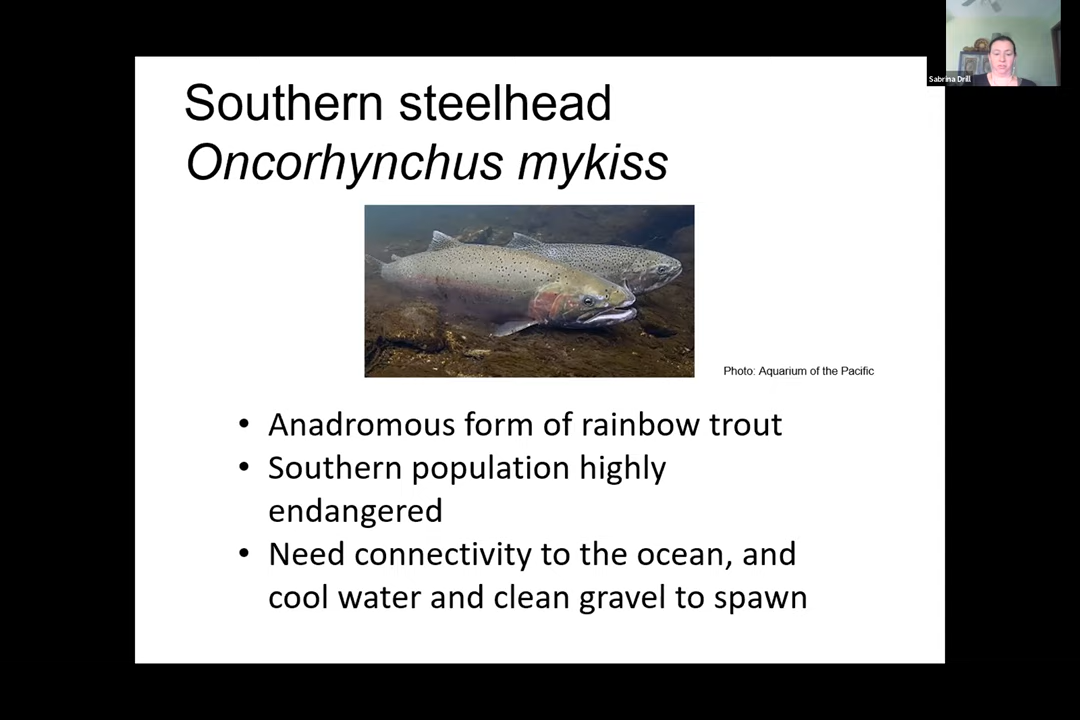 Sabrina Drill
Southern steelhead
Oncorhynchus mykiss
Photo: Aquarium of the Pacific
• Anadromous form of rainbow trout
• Southern population highly
endangered
• Need connectivity to the ocean, and
cool water and clean gravel to spawn